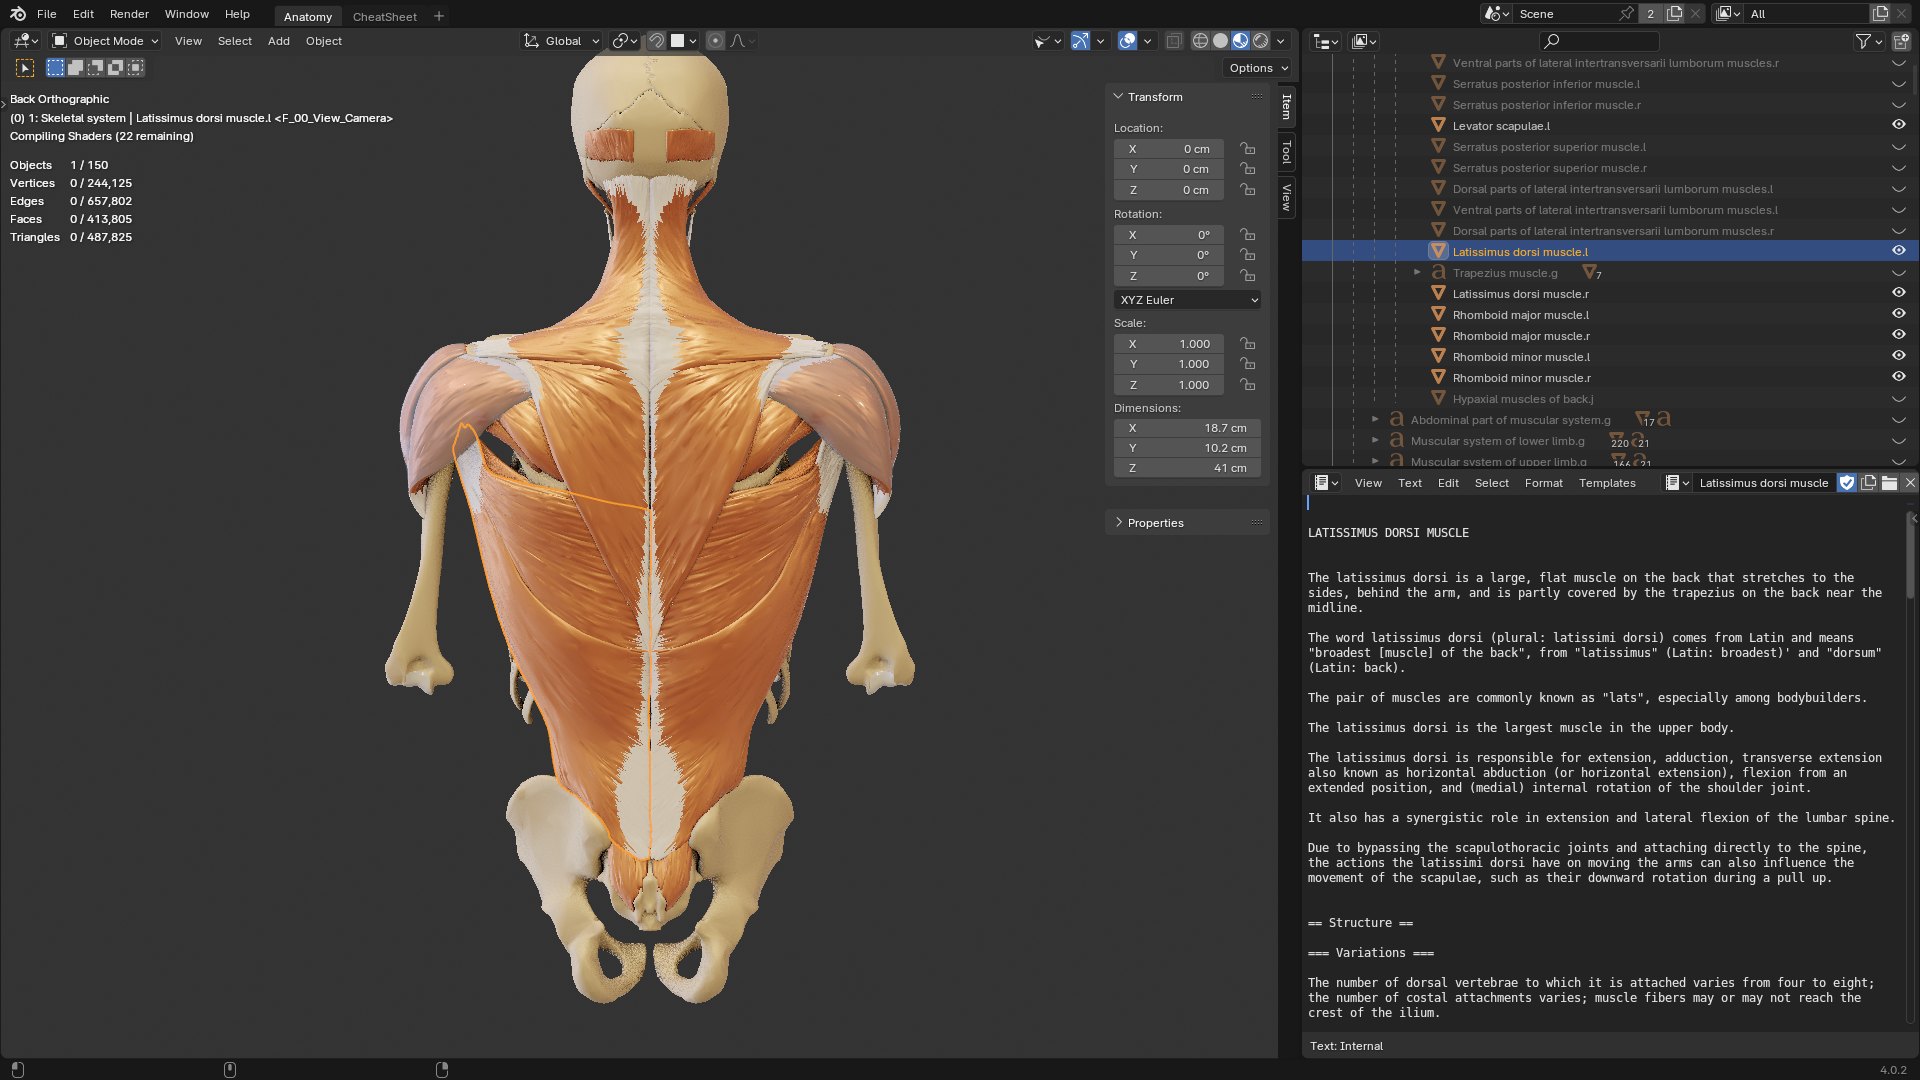 File Edit Render Window Help Anatomy CheatSheet + Scene 2 All
Object Mode View Select Add Object Global
Options
Back Orthographic
(0) 1: Skeletal system | Latissimus dorsi muscle.l <F_00_View_Camera>
Compiling Shaders (22 remaining)
Objects 1 / 150
Vertices 0 / 244,125
Edges 0 / 657,802
Faces 0 / 413,805
Triangles 0 / 487,825
Transform
Location:
X 0 cm
Y 0 cm
Z 0 cm
Rotation:
X 0°
Y 0°
Z 0°
XYZ Euler
Scale:
X 1.000
Y 1.000
Z 1.000
Dimensions:
X 18.7 cm
Y 10.2 cm
Z 41 cm
Properties
Item
Tool
View
Ventral parts of lateral intertransversarii lumborum muscles.r
Serratus posterior inferior muscle.l
Serratus posterior inferior muscle.r
Levator scapulae.l
Serratus posterior superior muscle.l
Serratus posterior superior muscle.r
Dorsal parts of lateral intertransversarii lumborum muscles.l
Ventral parts of lateral intertransversarii lumborum muscles.l
Dorsal parts of lateral intertransversarii lumborum muscles.r
Latissimus dorsi muscle.l
Trapezius muscle.g 7
Latissimus dorsi muscle.r
Rhomboid major muscle.l
Rhomboid major muscle.r
Rhomboid minor muscle.l
Rhomboid minor muscle.r
Hypaxial muscles of back.j
Abdominal part of muscular system.g 17
Muscular system of lower limb.g 220 21
Muscular system of upper limb.g 166 21
View Text Edit Select Format Templates Latissimus dorsi muscle
LATISSIMUS DORSI MUSCLE
The latissimus dorsi is a large, flat muscle on the back that stretches to the
sides, behind the arm, and is partly covered by the trapezius on the back near the
midline.
The word latissimus dorsi (plural: latissimi dorsi) comes from Latin and means
"broadest [muscle] of the back", from "latissimus" (Latin: broadest)' and "dorsum"
(Latin: back).
The pair of muscles are commonly known as "lats", especially among bodybuilders.
The latissimus dorsi is the largest muscle in the upper body.
The latissimus dorsi is responsible for extension, adduction, transverse extension
also known as horizontal abduction (or horizontal extension), flexion from an
extended position, and (medial) internal rotation of the shoulder joint.
It also has a synergistic role in extension and lateral flexion of the lumbar spine.
Due to bypassing the scapulothoracic joints and attaching directly to the spine,
the actions the latissimi dorsi have on moving the arms can also influence the
movement of the scapulae, such as their downward rotation during a pull up.
== Structure ==
=== Variations ===
The number of dorsal vertebrae to which it is attached varies from four to eight;
the number of costal attachments varies; muscle fibers may or may not reach the
crest of the ilium.
Text: Internal
4.0.2